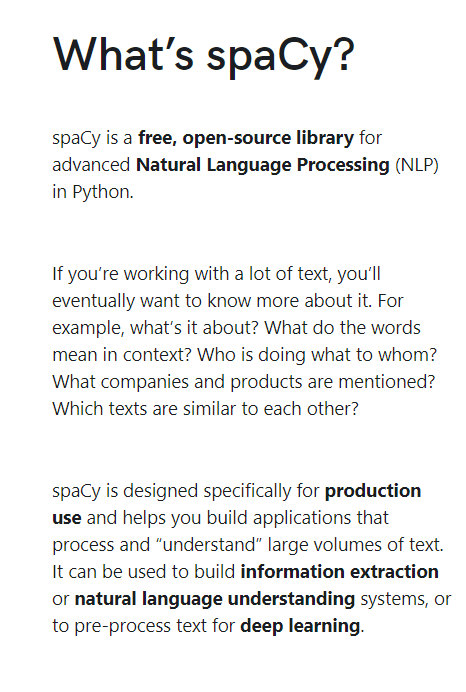 What’s spaCy?
spaCy is a free, open-source library for
advanced Natural Language Processing (NLP)
in Python.
If you’re working with a lot of text, you’ll
eventually want to know more about it. For
example, what’s it about? What do the words
mean in context? Who is doing what to whom?
What companies and products are mentioned?
Which texts are similar to each other?
spaCy is designed specifically for production
use and helps you build applications that
process and “understand” large volumes of text.
It can be used to build information extraction
or natural language understanding systems, or
to pre-process text for deep learning.